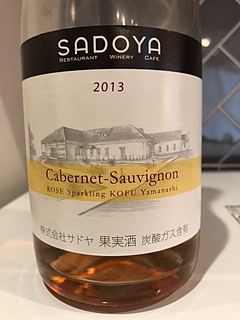 SADOYA
RESTAURANT WINERY CAFE
2013
Cabernet-Sauvignon
ROSE Sparkling KOFU Yamanashi
株式会社サドヤ 果実酒 炭酸ガス含有